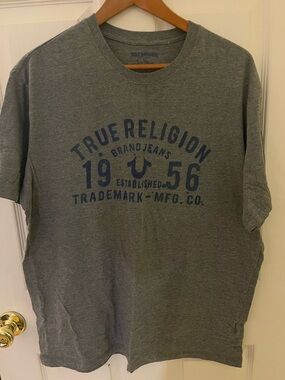 TRUE RELIGION
BRAND JEANS
19 56
ESTABLISHED
TRADEMARK-MFG. CO.